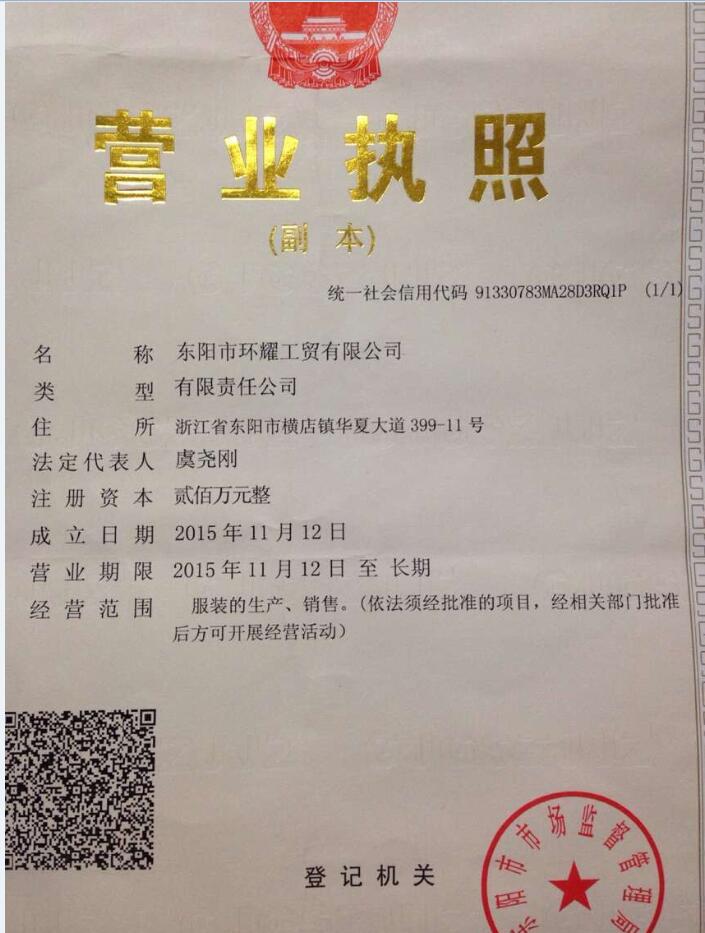 营业执照
(副本)
统一社会信用代码 91330783MA28D3RQ1P (1/1)
名称 东阳市环耀工贸有限公司
类型 有限责任公司
住所 浙江省东阳市横店镇华夏大道 399-11 号
法定代表人 虞尧刚
注册资本 贰佰万元整
成立日期 2015 年 11 月 12 日
营业期限 2015 年 11 月 12 日 至 长期
经营范围 服装的生产、销售。(依法须经批准的项目,经相关部门批准
后方可开展经营活动)
登记机关
东阳市市场监督管理局